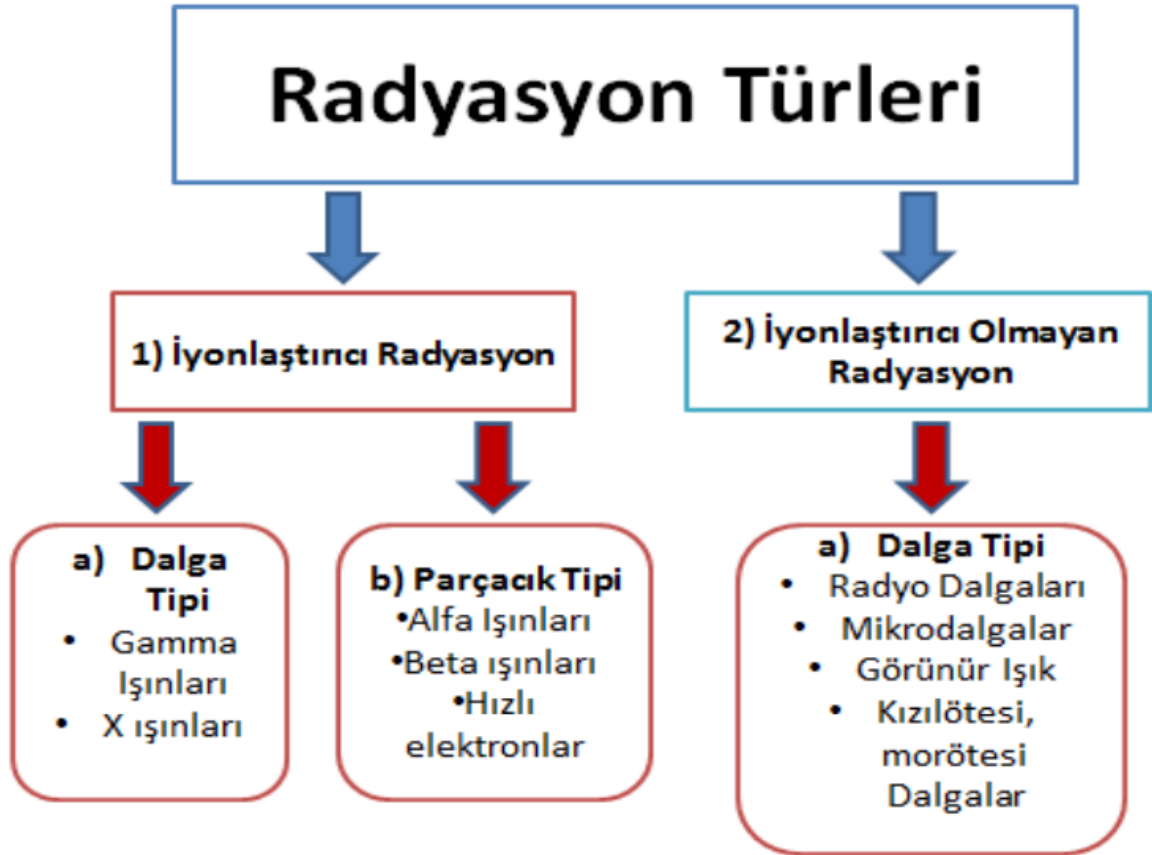 Radyasyon Türleri
1) İyonlaştırıcı Radyasyon
2) İyonlaştırıcı Olmayan
Radyasyon
a) Dalga
Tipi
• Gamma
Işınları
• X ışınları
b) Parçacık Tipi
•Alfa Işınları
•Beta ışınları
•Hızlı
elektronlar
a) Dalga Tipi
• Radyo Dalgaları
• Mikrodalgalar
• Görünür Işık
• Kızılötesi,
morötesi
Dalgalar